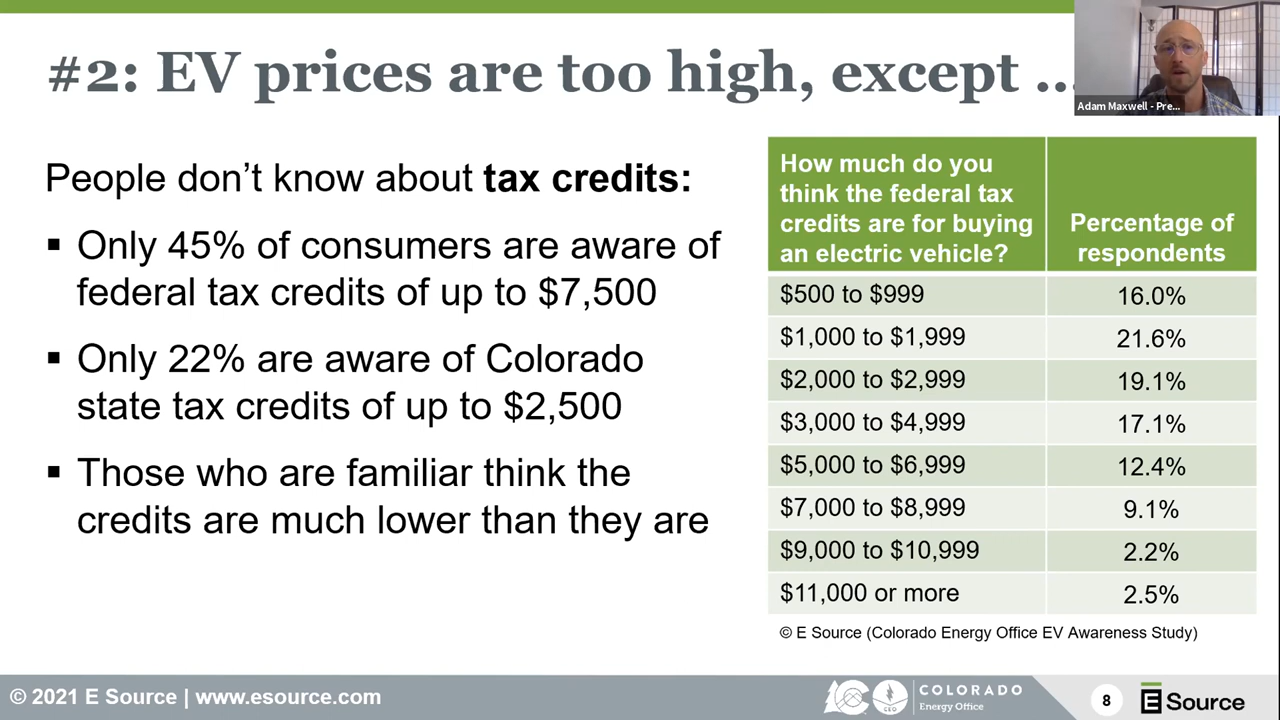 #2: EV prices are too high, except ...
Adam Maxwell - Pre...
People don't know about tax credits:
▪ Only 45% of consumers are aware of
federal tax credits of up to $7,500
▪ Only 22% are aware of Colorado
state tax credits of up to $2,500
▪ Those who are familiar think the
credits are much lower than they are
How much do you
think the federal tax
credits are for buying
an electric vehicle?
Percentage of
respondents
$500 to $999 16.0%
$1,000 to $1,999 21.6%
$2,000 to $2,999 19.1%
$3,000 to $4,999 17.1%
$5,000 to $6,999 12.4%
$7,000 to $8,999 9.1%
$9,000 to $10,999 2.2%
$11,000 or more 2.5%
© E Source (Colorado Energy Office EV Awareness Study)
© 2021 E Source | www.esource.com
CEO
COLORADO
Energy Office
8
E Source